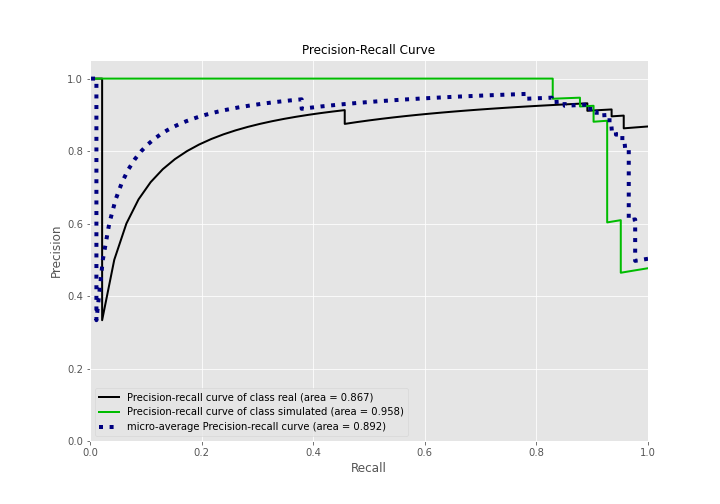 Precision-Recall Curve
1.0
0.8
0.6
0.4
0.2
0.0
Precision
Precision-recall curve of class real (area = 0.867)
Precision-recall curve of class simulated (area = 0.958)
micro-average Precision-recall curve (area = 0.892)
0.0 0.2 0.4 0.6 0.8 1.0
Recall